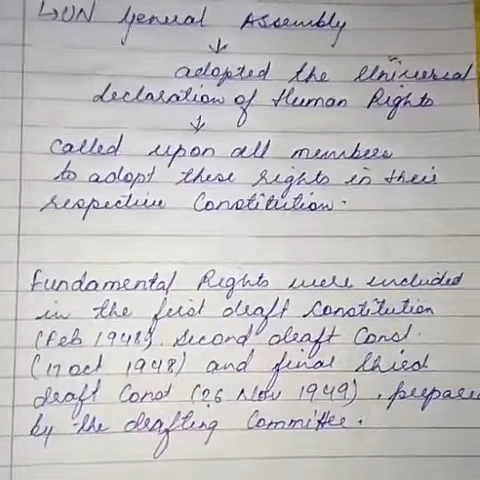 ↳ UN General Assembly
↓
adopted the Universal
declaration of Human Rights
↓
Called upon all members
to adopt these rights in their
respective Constitution.
Fundamental Rights were included
in the first draft Constitution
(Feb 1948), Second draft Const.
(17 oct 1948) and final third
draft Const (26 Nov 1949), prepare
by the drafting Committee.